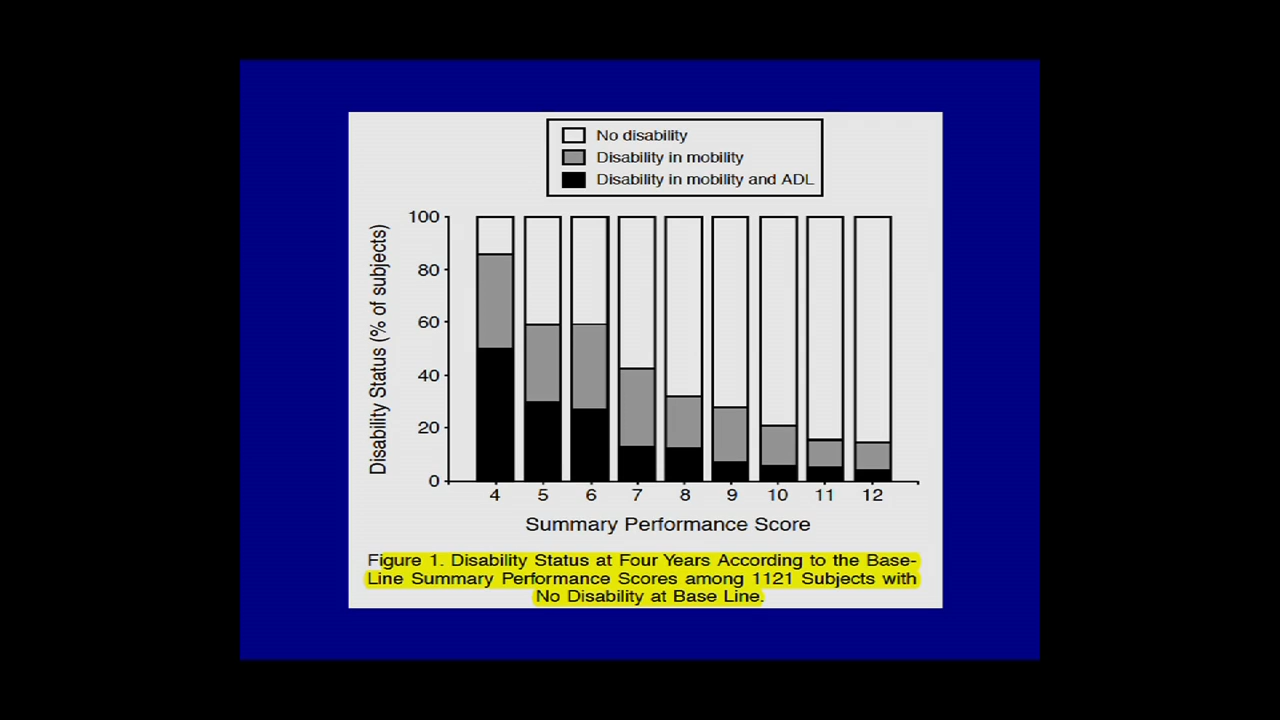 No disability
Disability in mobility
Disability in mobility and ADL
Disability Status (% of subjects)
100
80
60
40
20
0
4 5 6 7 8 9 10 11 12
Summary Performance Score
Figure 1. Disability Status at Four Years According to the Base-
Line Summary Performance Scores among 1121 Subjects with
No Disability at Base Line.